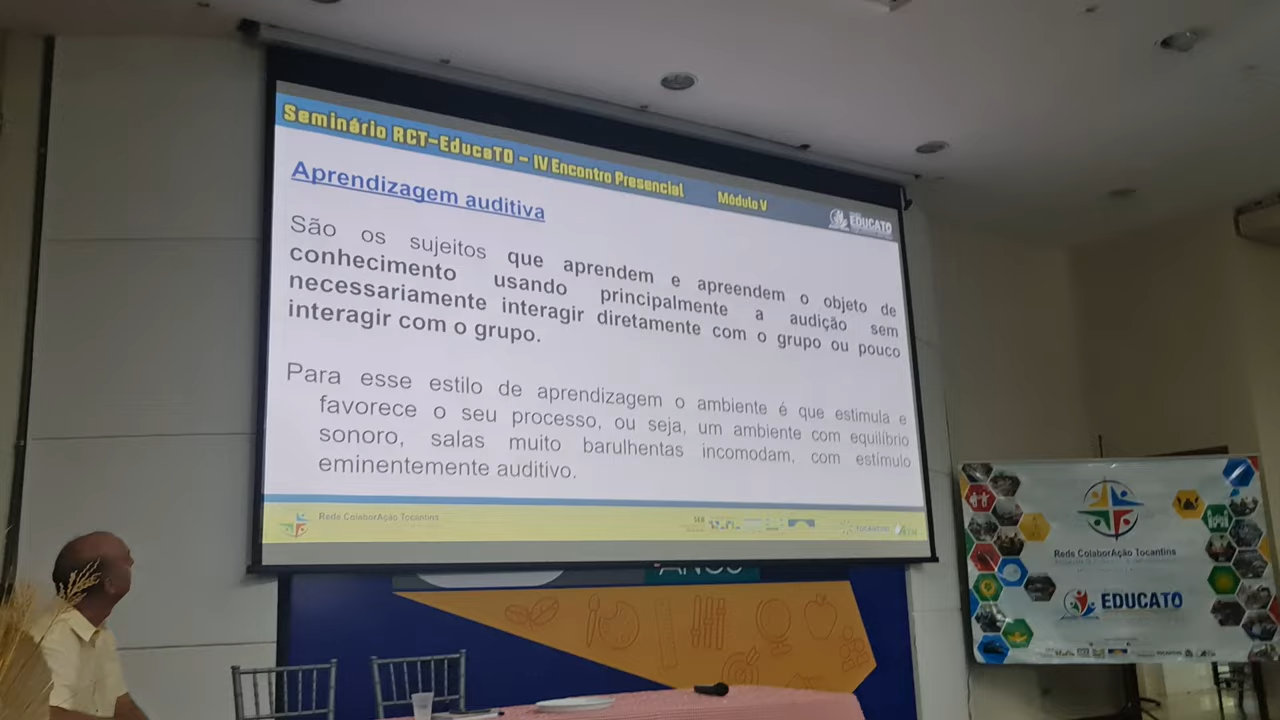 Seminário RCT-EducaTO - IV Encontro Presencial Módulo V
EDUCATO
Aprendizagem auditiva
São os sujeitos que aprendem e apreendem o objeto de
conhecimento usando principalmente a audição sem
necessariamente interagir diretamente com o grupo ou pouco
interagir com o grupo.
Para esse estilo de aprendizagem o ambiente é que estimula e
favorece o seu processo, ou seja, um ambiente com equilíbrio
sonoro, salas muito barulhentas incomodam, com estímulo
eminentemente auditivo.
Rede ColaborAção Tocantins
ANOS
Rede ColaborAção Tocantins
EDUCATO